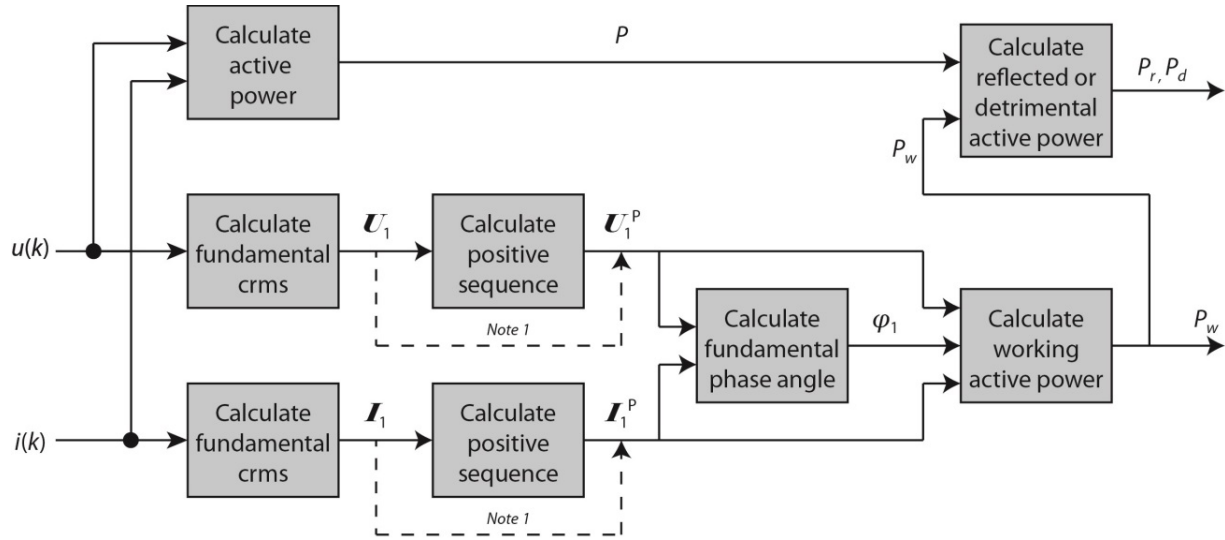 Calculate
active
power
P
Calculate
reflected or
detrimental
active power
Pr, Pd
Pw
u(k)
Calculate
fundamental
crms
U1
Calculate
positive
sequence
U1P
Note 1
Calculate
fundamental
phase angle
φ1
Calculate
working
active power
Pw
i(k)
Calculate
fundamental
crms
I1
Calculate
positive
sequence
I1P
Note 1